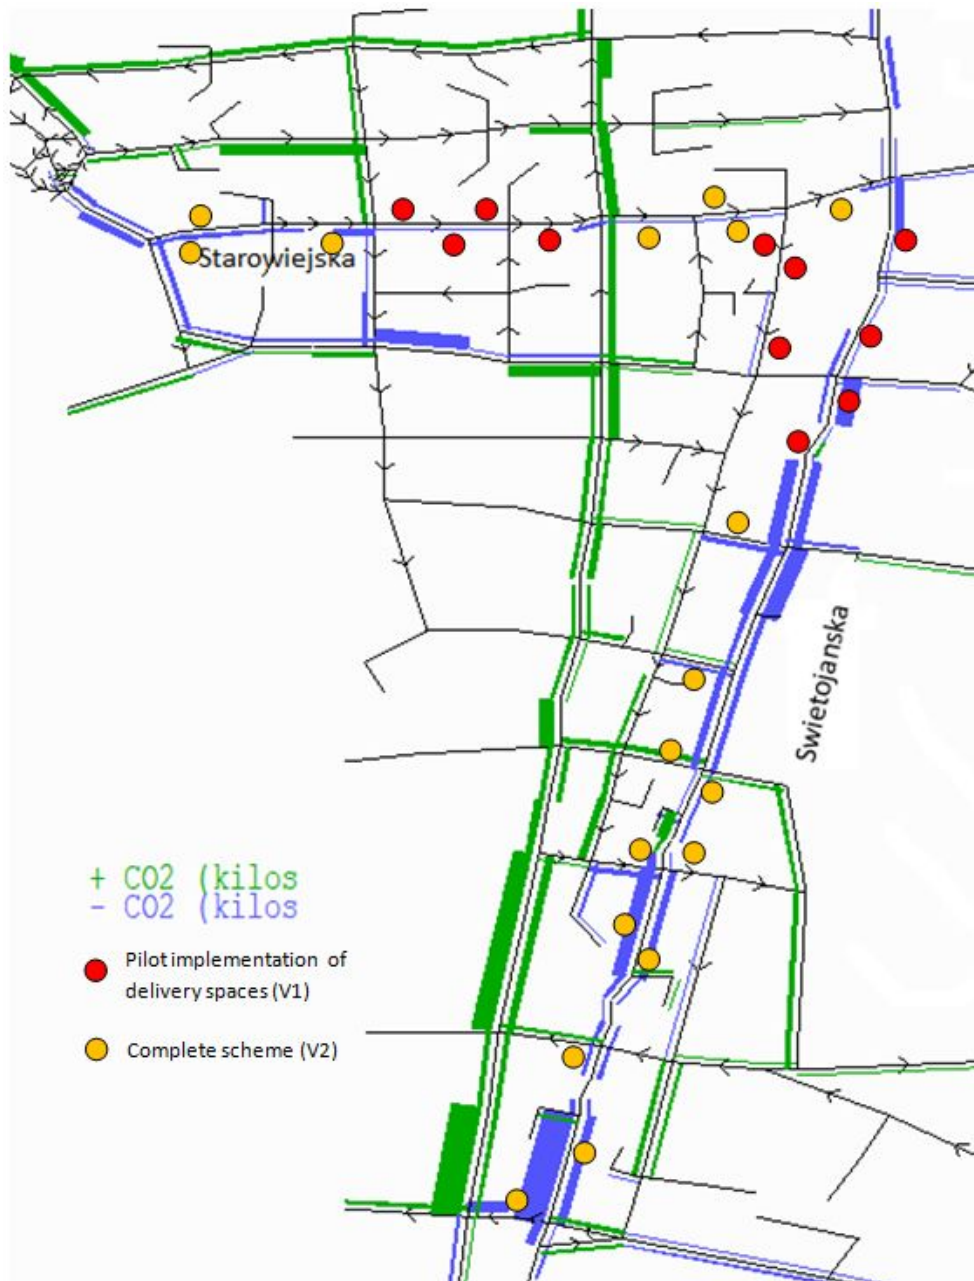 Starowiejska
Swietojanska
+ CO2 (kilos
- CO2 (kilos
Pilot implementation of
delivery spaces (V1)
Complete scheme (V2)